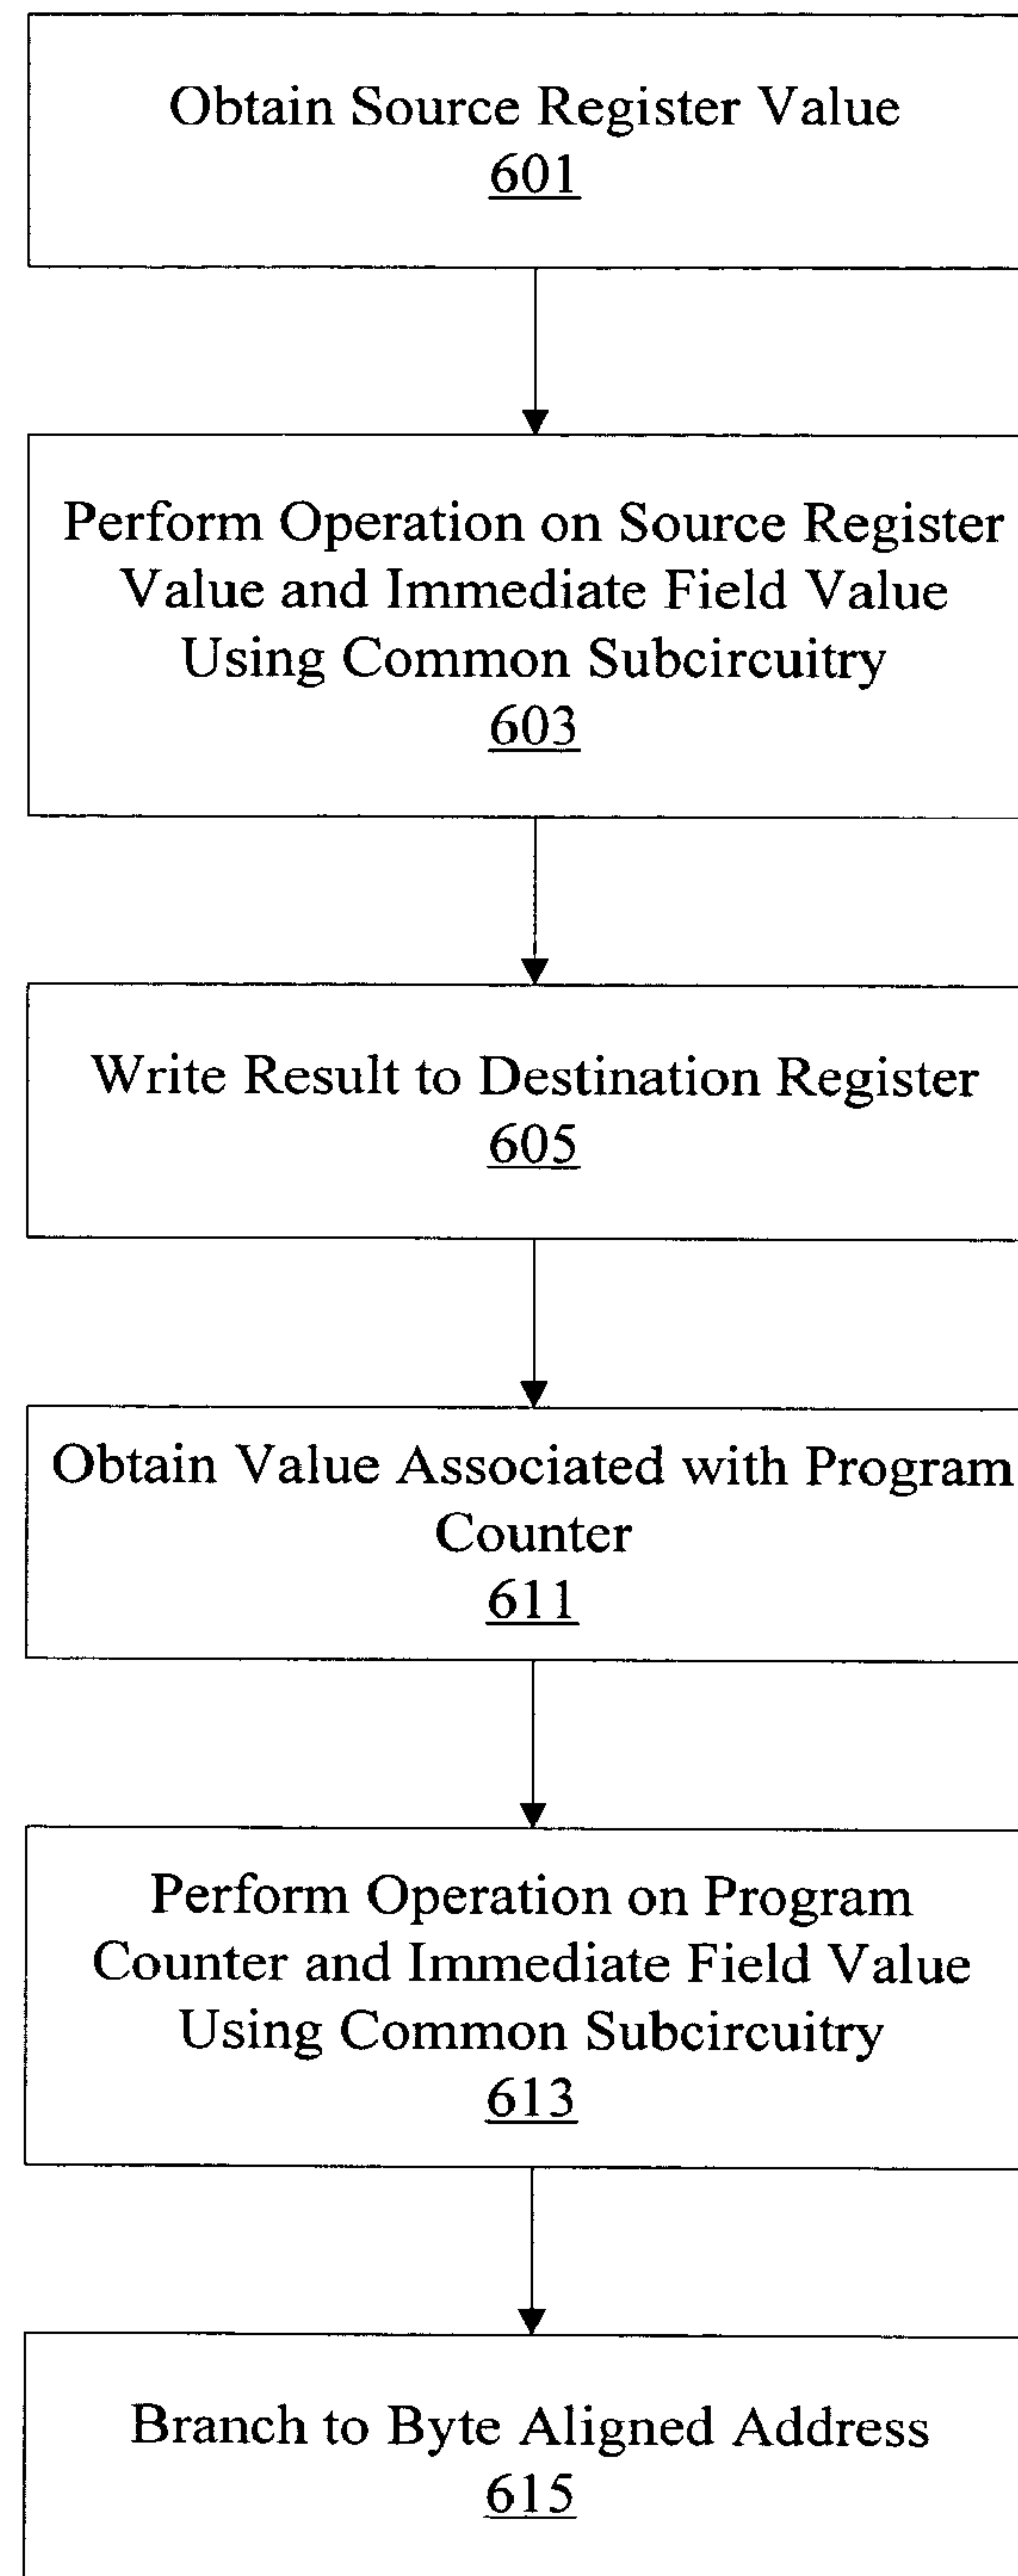 Obtain Source Register Value
601
Perform Operation on Source Register
Value and Immediate Field Value
Using Common Subcircuitry
603
Write Result to Destination Register
605
Obtain Value Associated with Program
Counter
611
Perform Operation on Program
Counter and Immediate Field Value
Using Common Subcircuitry
613
Branch to Byte Aligned Address
615